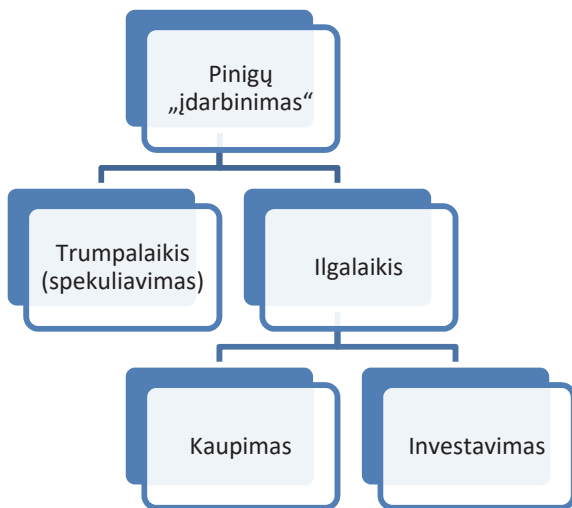 Pinigų
„įdarbinimas“
Trumpalaikis
(spekuliavimas)
Ilgalaikis
Kaupimas
Investavimas